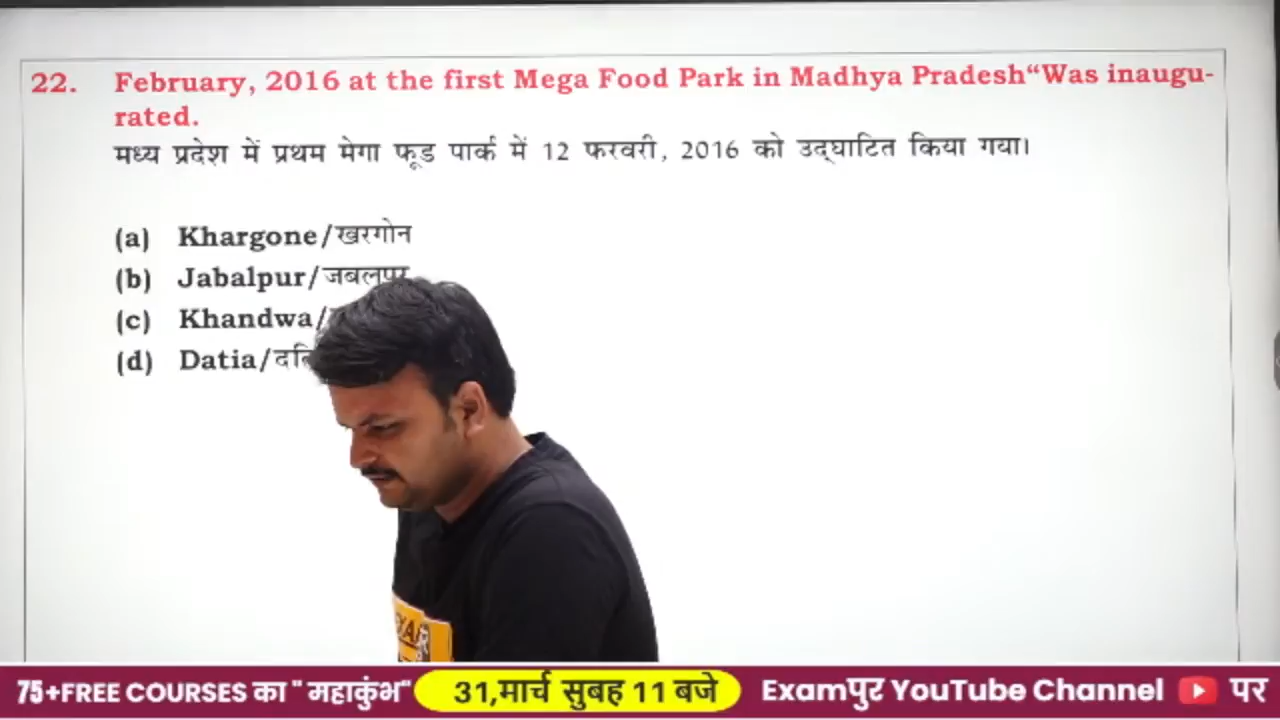 22. February, 2016 at the first Mega Food Park in Madhya Pradesh“Was inaugu-
rated.
मध्य प्रदेश में प्रथम मेगा फूड पार्क में 12 फरवरी, 2016 को उद्घाटित किया गया।
(a) Khargone/खरगोन
(b) Jabalpur/जबलपुर
(c) Khandwa/
(d) Datia/
75+FREE COURSES का " महाकुंभ" 31,मार्च सुबह 11 बजे Examपुर YouTube Channel पर